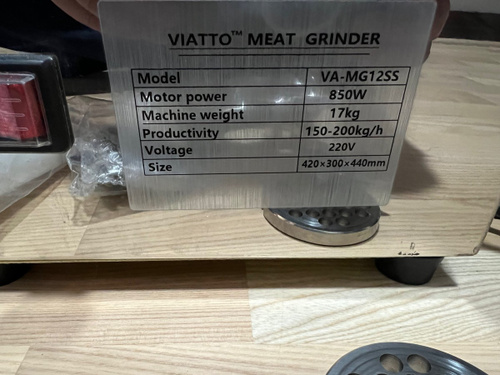 VIATTO™ MEAT GRINDER
Model VA-MG12SS
Motor power 850W
Machine weight 17kg
Productivity 150-200kg/h
Voltage 220V
Size 420×300×440mm